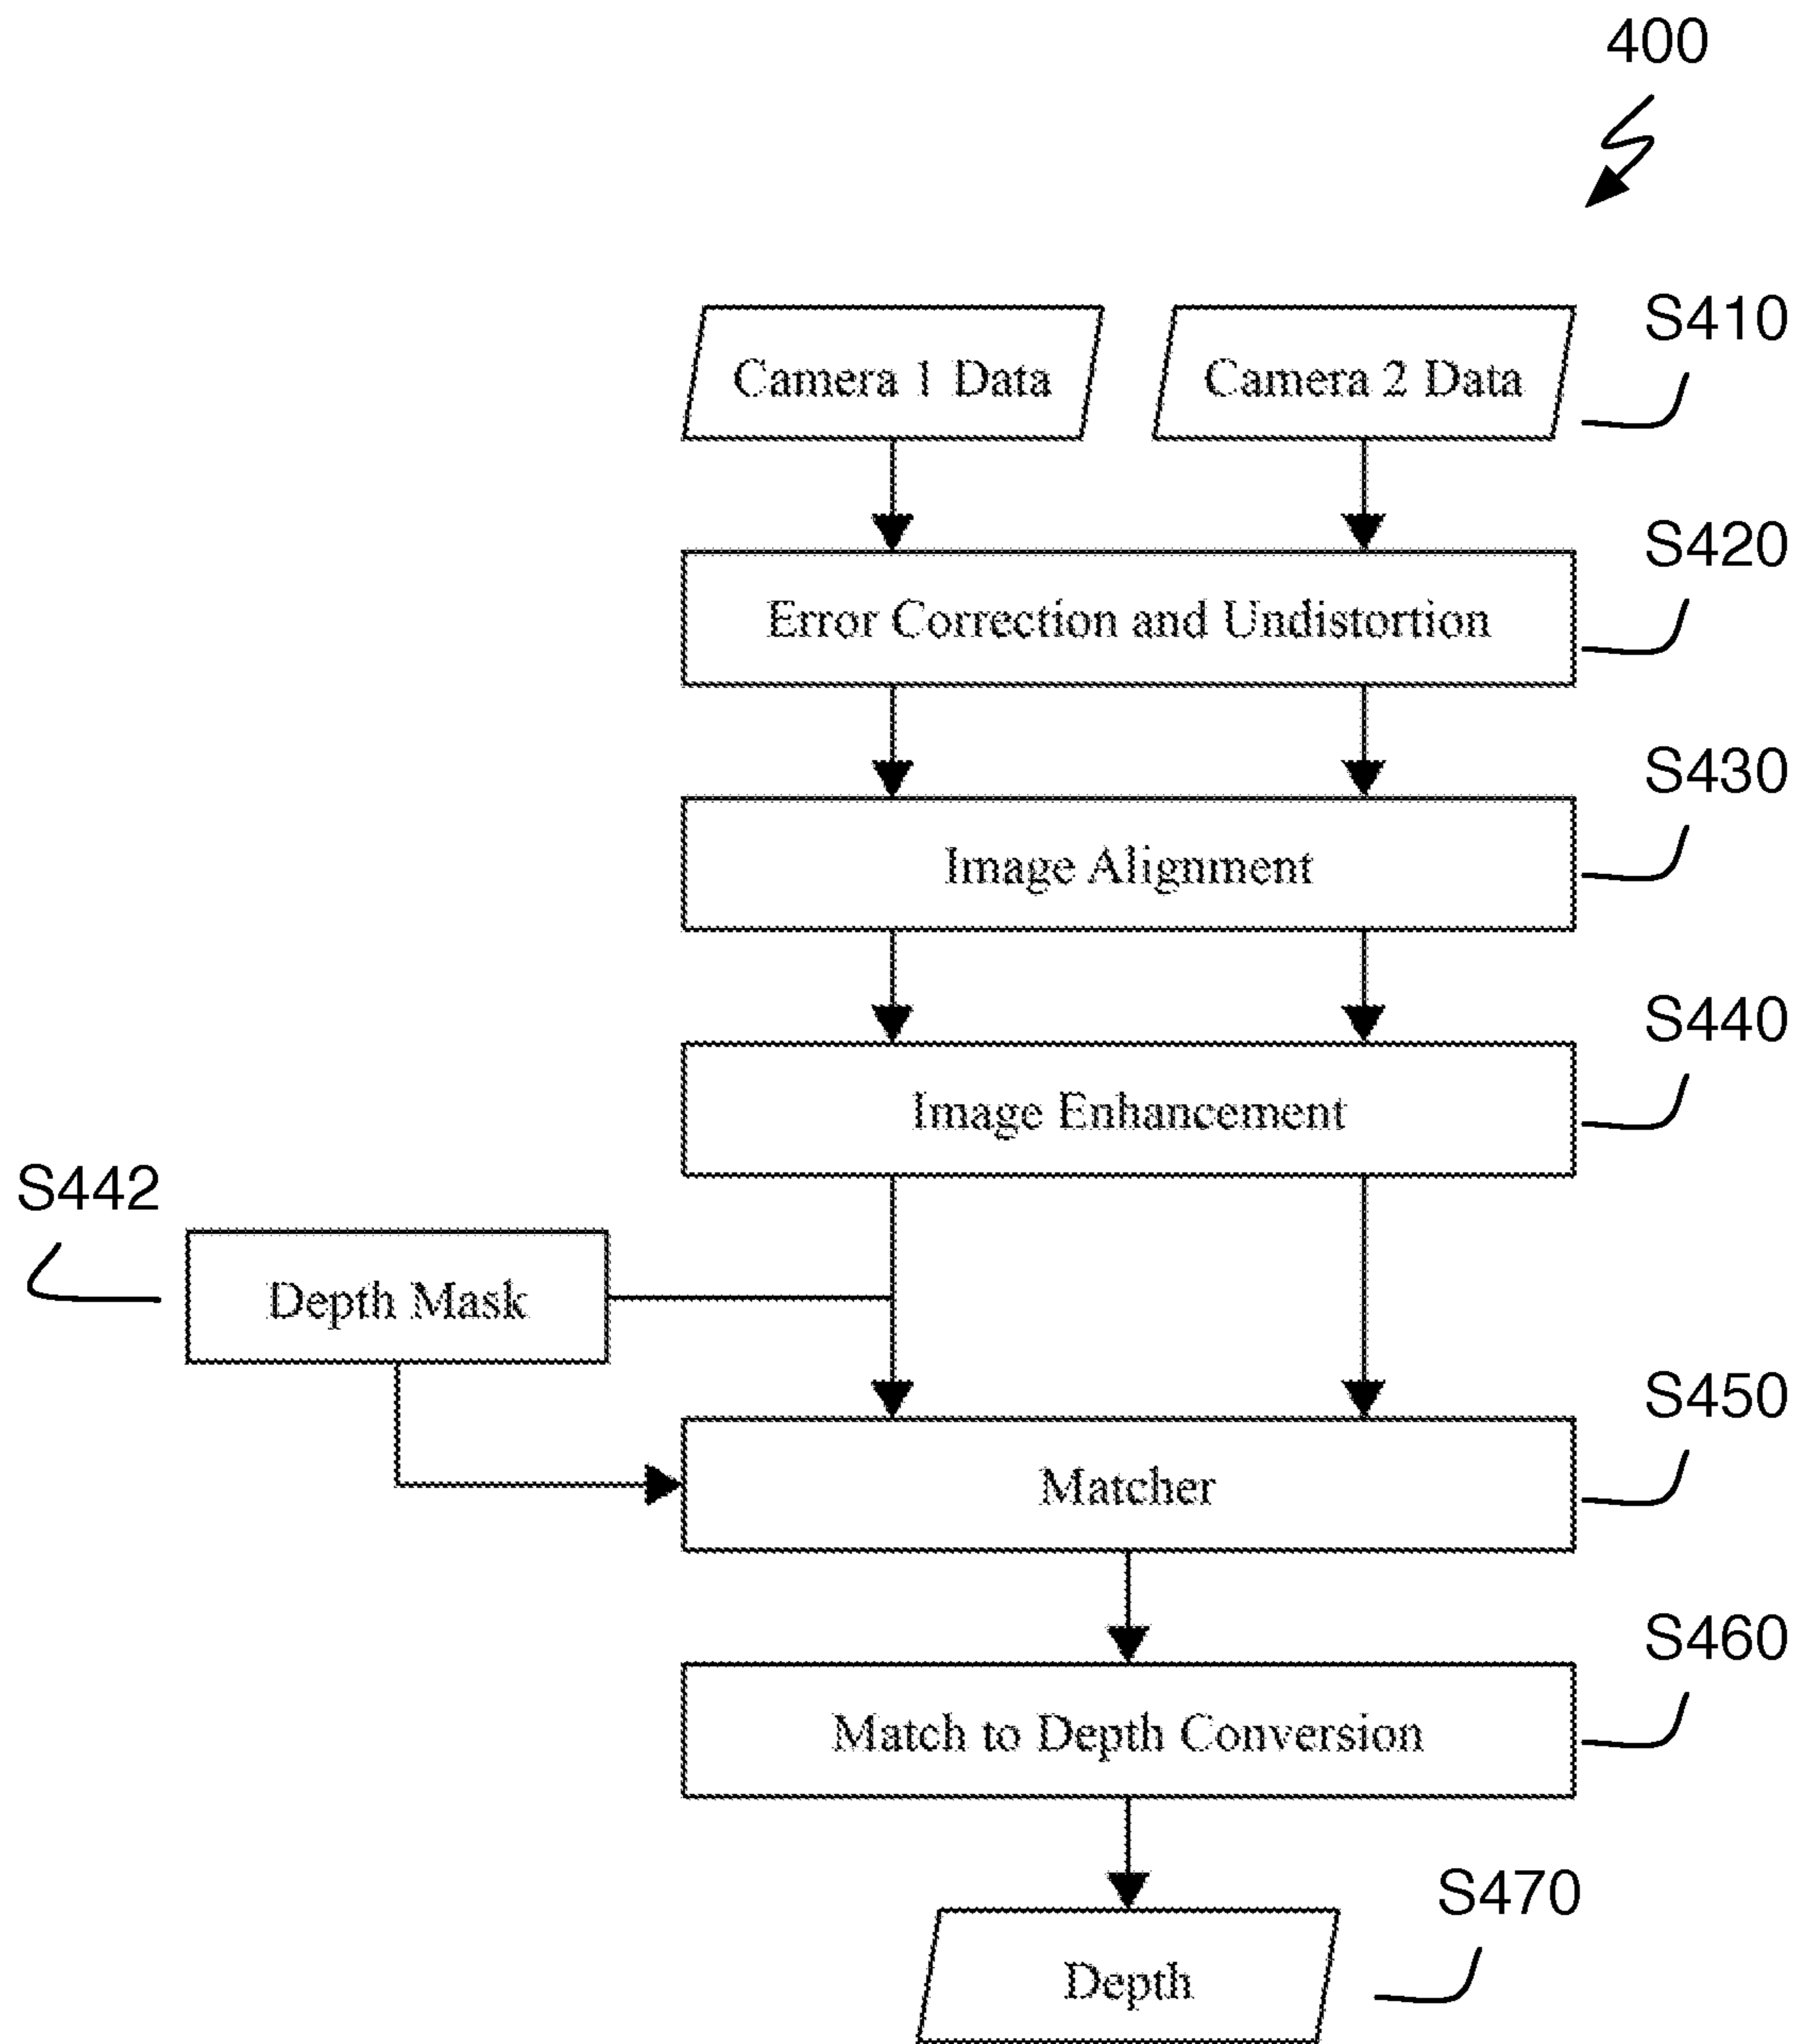 400
Camera 1 Data
Camera 2 Data
S410
Error Correction and Undistortion
S420
Image Alignment
S430
Image Enhancement
S440
S442
Depth Mask
Matcher
S450
Match to Depth Conversion
S460
Depth
S470